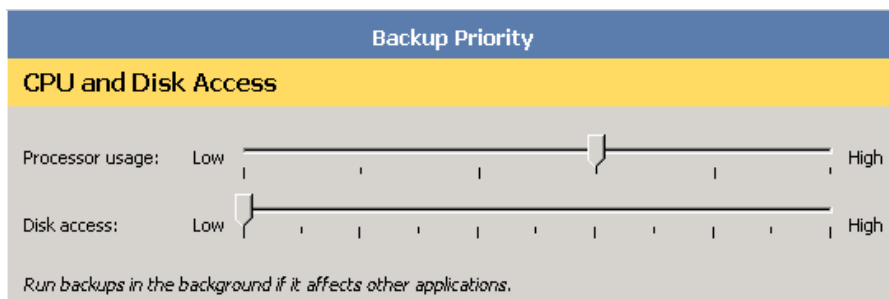 Backup Priority
CPU and Disk Access
Processor usage: Low High
Disk access: Low High
Run backups in the background if it affects other applications.